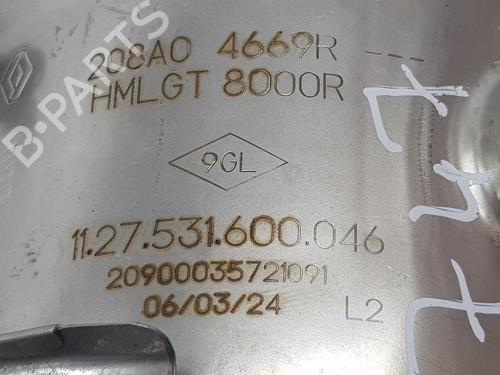 208A0 4669R ---
HMLGT 8000R
9GL
11.27.531.600.046
20900035721091
06/03/24 L2
B-PARTS